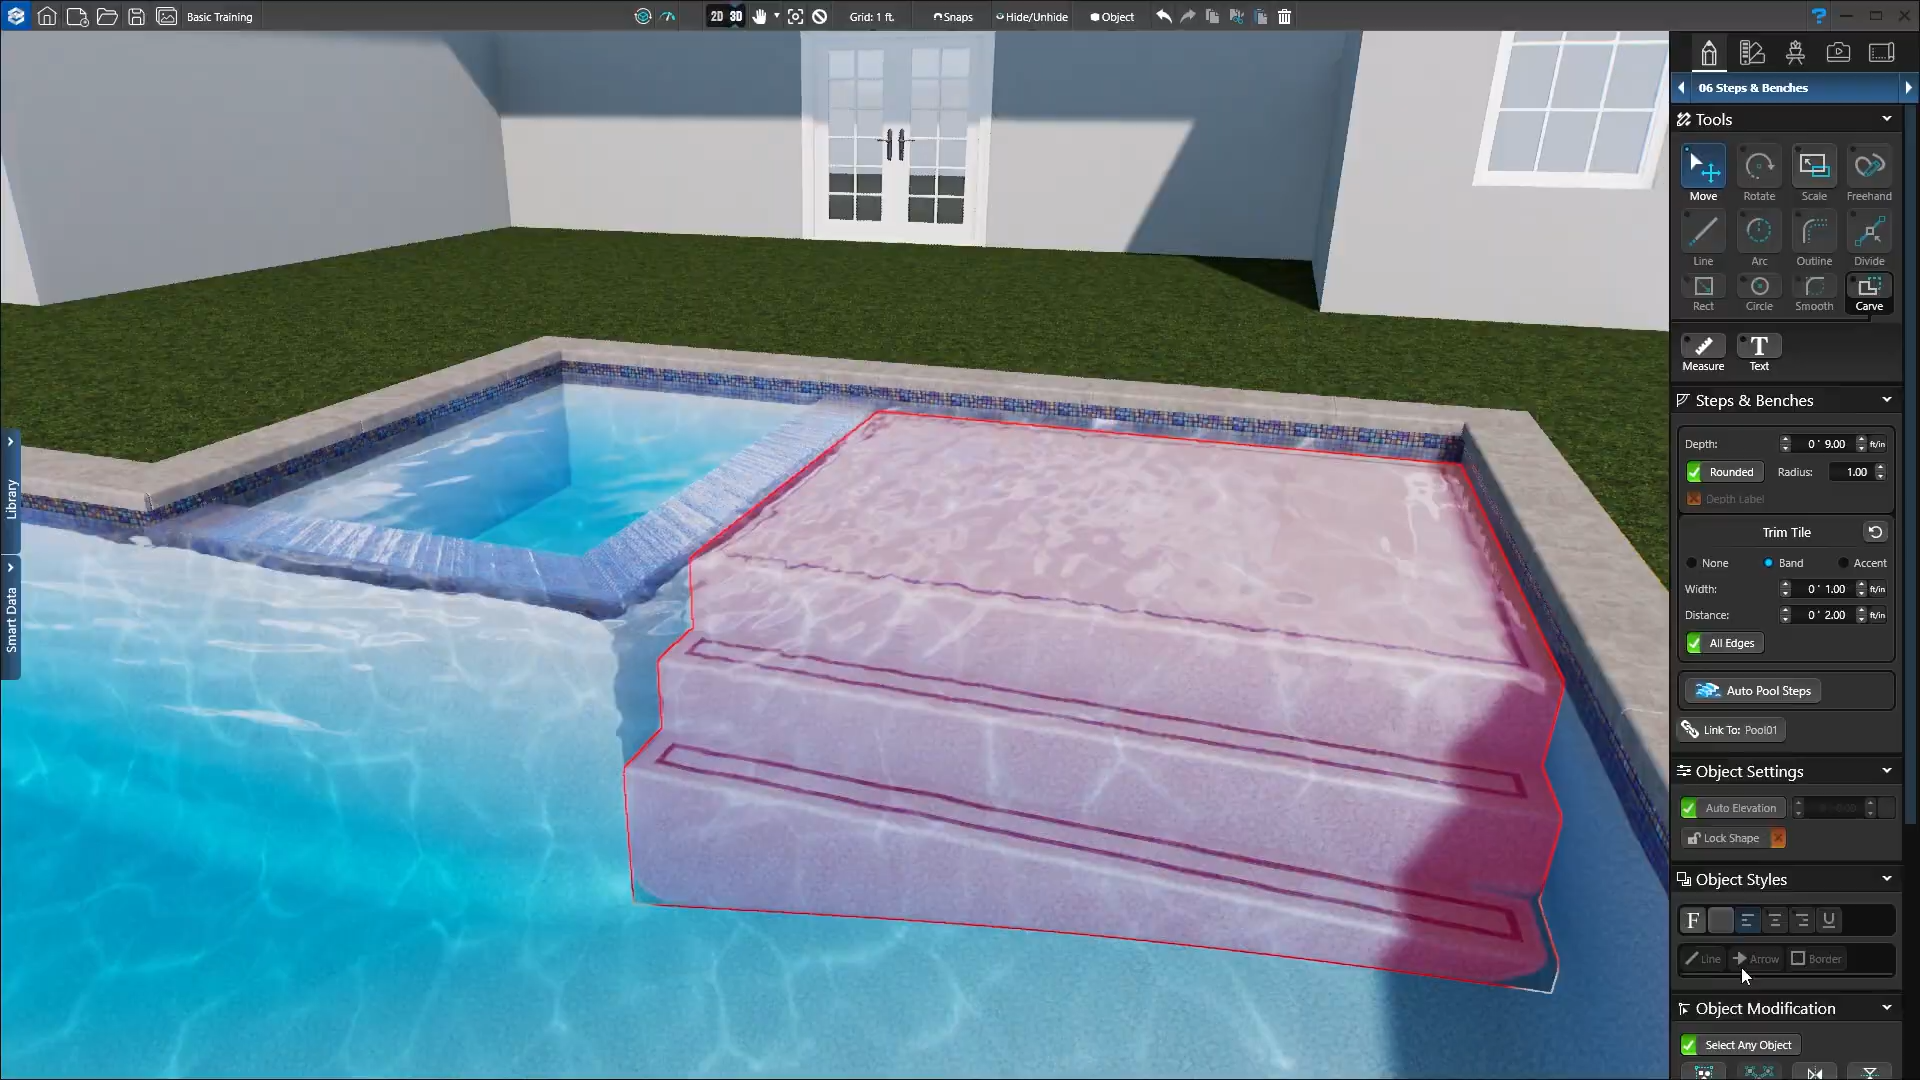 Basic Training
2D 3D
Grid: 1 ft.
Snaps
Hide/Unhide
Object
?
06 Steps & Benches
Tools
Move Rotate Scale Freehand
Line Arc Outline Divide
Rect Circle Smooth Carve
Measure Text
Steps & Benches
Depth: 0 ' 9.00 ft/in
Rounded Radius: 1.00
Depth Label
Trim Tile
None Band Accent
Width: 0 ' 1.00 ft/in
Distance: 0 ' 2.00 ft/in
All Edges
Auto Pool Steps
Link To: Pool01
Object Settings
Auto Elevation
Lock Shape
Object Styles
F U
Line Arrow Border
Object Modification
Select Any Object
Library
Smart Data